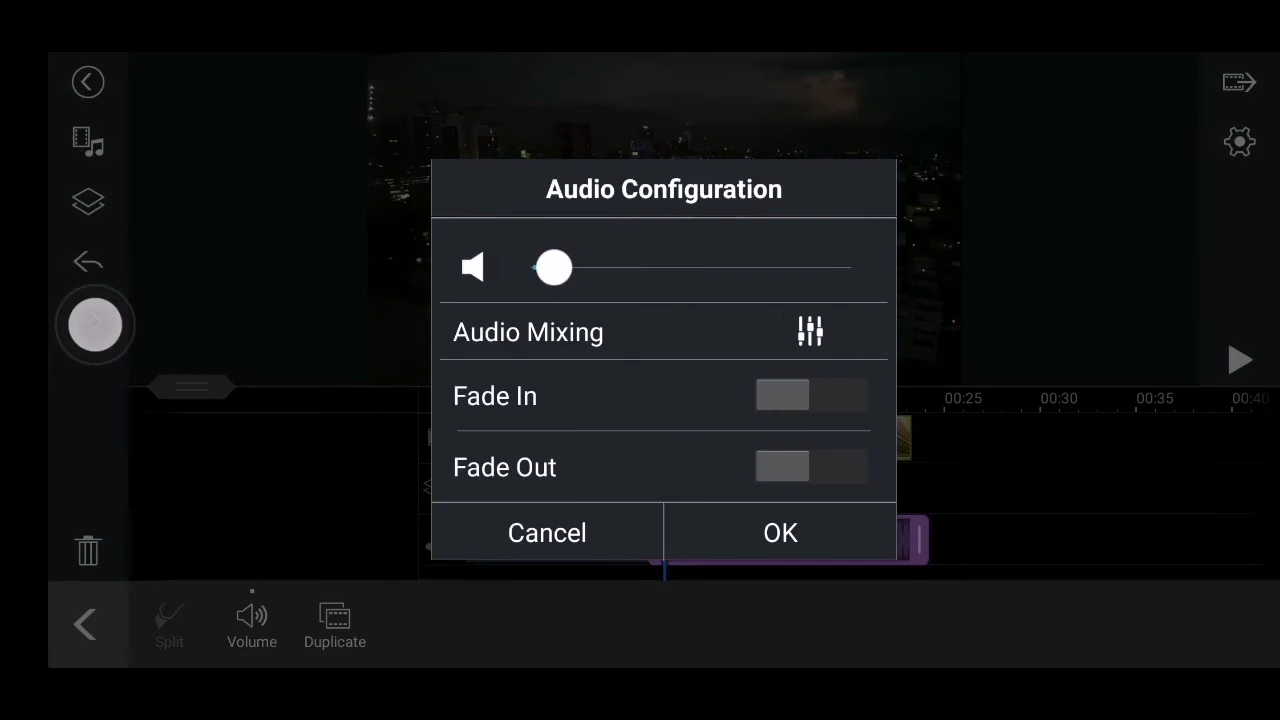 Audio Configuration
Audio Mixing
Fade In
00:25 00:30 00:35 00:40
Fade Out
Cancel OK
Split Volume Duplicate